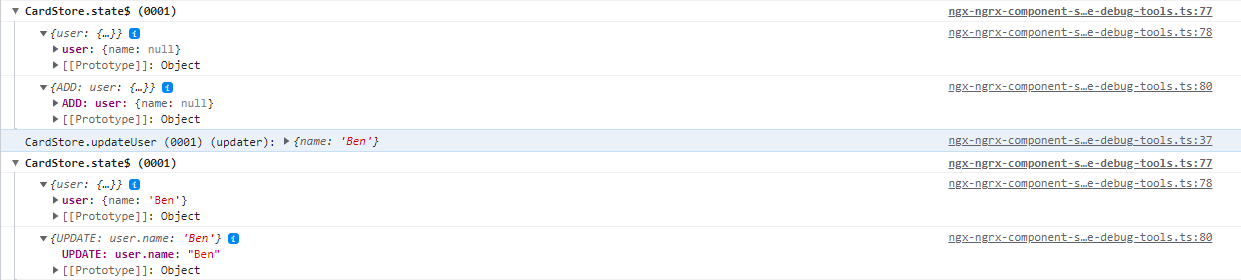 CardStore.state$ (0001) ngx-ngrx-component-s…e-debug-tools.ts:77
{user: {…}} i ngx-ngrx-component-s…e-debug-tools.ts:78
user: {name: null}
[[Prototype]]: Object
{ADD: user: {…}} i ngx-ngrx-component-s…e-debug-tools.ts:80
ADD: user: {name: null}
[[Prototype]]: Object
CardStore.updateUser (0001) (updater): {name: 'Ben'} ngx-ngrx-component-s…e-debug-tools.ts:37
CardStore.state$ (0001) ngx-ngrx-component-s…e-debug-tools.ts:77
{user: {…}} i ngx-ngrx-component-s…e-debug-tools.ts:78
user: {name: 'Ben'}
[[Prototype]]: Object
{UPDATE: user.name: 'Ben'} i ngx-ngrx-component-s…e-debug-tools.ts:80
UPDATE: user.name: "Ben"
[[Prototype]]: Object